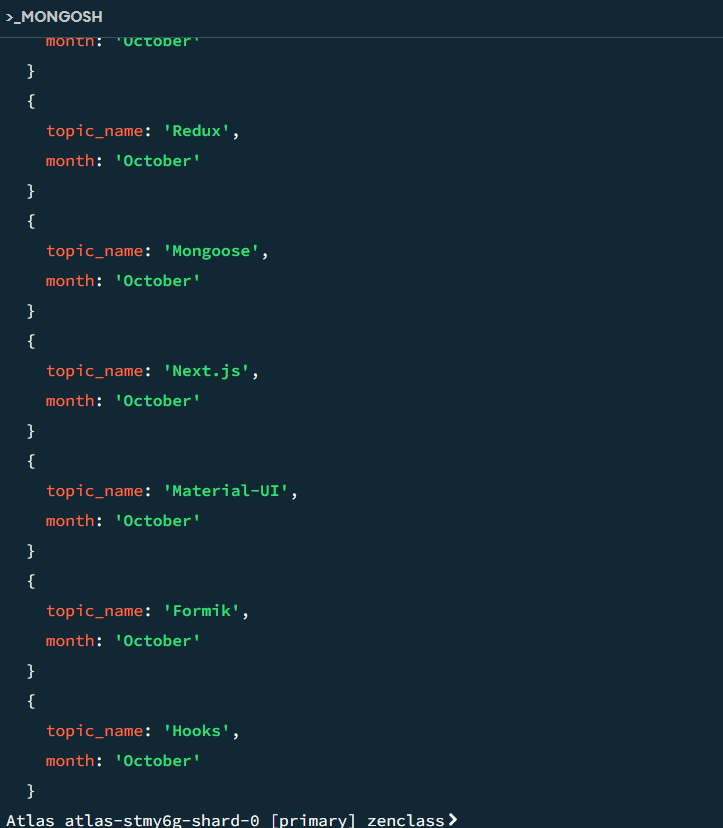 >_MONGOSH
month: 'October'
}
{
topic_name: 'Redux',
month: 'October'
}
{
topic_name: 'Mongoose',
month: 'October'
}
{
topic_name: 'Next.js',
month: 'October'
}
{
topic_name: 'Material-UI',
month: 'October'
}
{
topic_name: 'Formik',
month: 'October'
}
{
topic_name: 'Hooks',
month: 'October'
}
Atlas atlas-stmy6g-shard-0 [primary] zenclass>